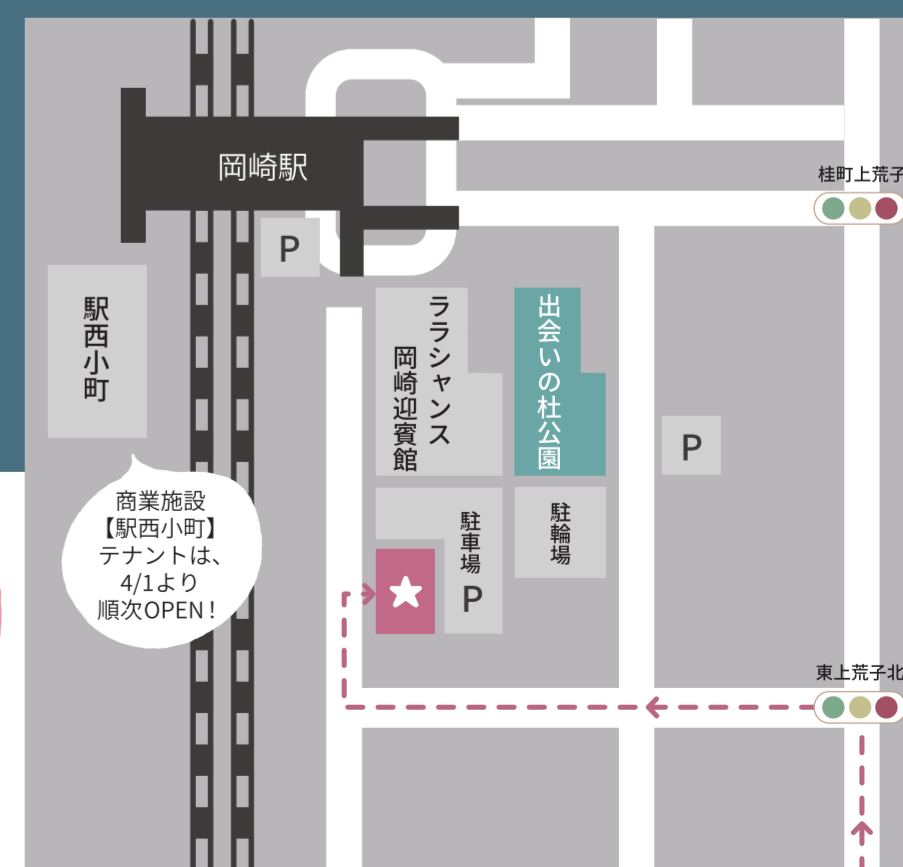 岡崎駅
桂町上荒子
P
駅西小町
ララシャンス
岡崎迎賓館
出会いの杜公園
P
商業施設
【駅西小町】
テナントは、
4/1より
順次OPEN！
駐車場
P
駐輪場
東上荒子北